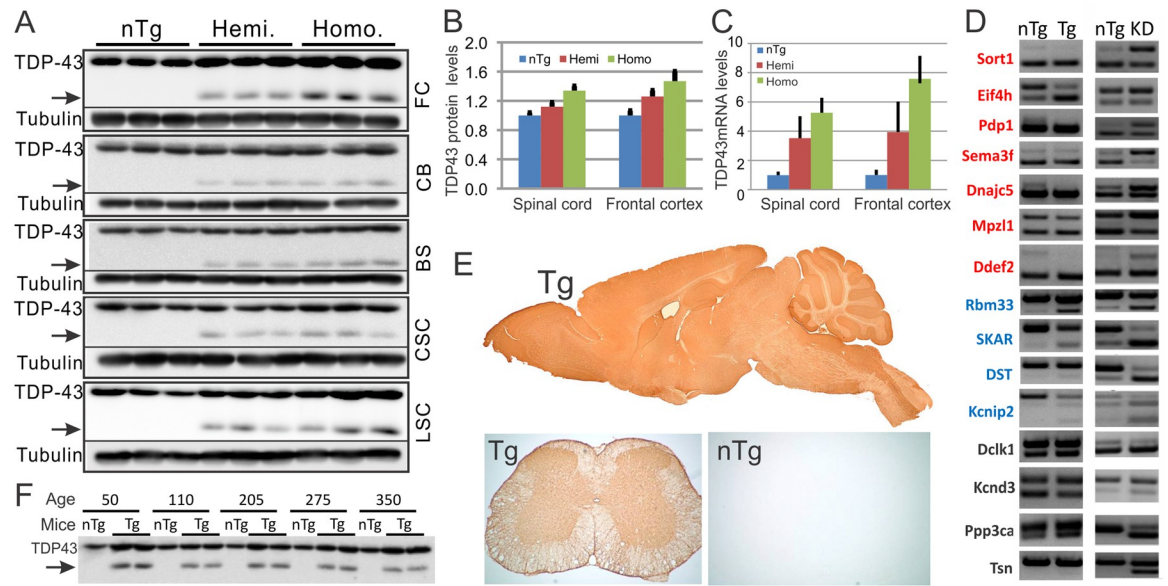 A
nTg Hemi. Homo.
TDP-43
FC
Tubulin
TDP-43
CB
Tubulin
TDP-43
BS
Tubulin
TDP-43
CSC
Tubulin
TDP-43
LSC
Tubulin
B
TDP43 protein levels
2.0
1.6
1.2
0.8
0.4
0.0
nTg Hemi Homo
Spinal cord Frontal cortex
C
TDP43mRNA levels
10
8
6
4
2
0
nTg
Hemi
Homo
Spinal cord Frontal cortex
D
nTg Tg nTg KD
Sort1
Eif4h
Pdp1
Sema3f
Dnajc5
Mpzl1
Ddef2
Rbm33
SKAR
DST
Kcnip2
Dclk1
Kcnd3
Ppp3ca
Tsn
E
Tg
Tg
nTg
F
Age 50 110 205 275 350
Mice nTg Tg nTg Tg nTg Tg nTg Tg nTg Tg
TDP43